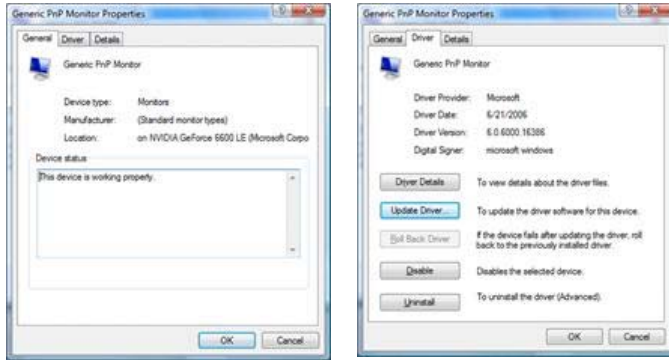 Generic PnP Monitor Properties
General Driver Details
Generic PnP Monitor
Device type: Monitors
Manufacturer: (Standard monitor types)
Location: on NVIDIA GeForce 6600 LE (Microsoft Corpo
Device status
This device is working properly.
OK Cancel
Generic PnP Monitor Properties
General Driver Details
Generic PnP Monitor
Driver Provider: Microsoft
Driver Date: 6/21/2006
Driver Version: 6.0.6000.16386
Digital Signer: microsoft windows
Driver Details To view details about the driver files.
Update Driver... To update the driver software for this device.
Roll Back Driver If the device fails after updating the driver, roll
back to the previously installed driver.
Disable Disables the selected device.
Uninstall To uninstall the driver (Advanced).
OK Cancel